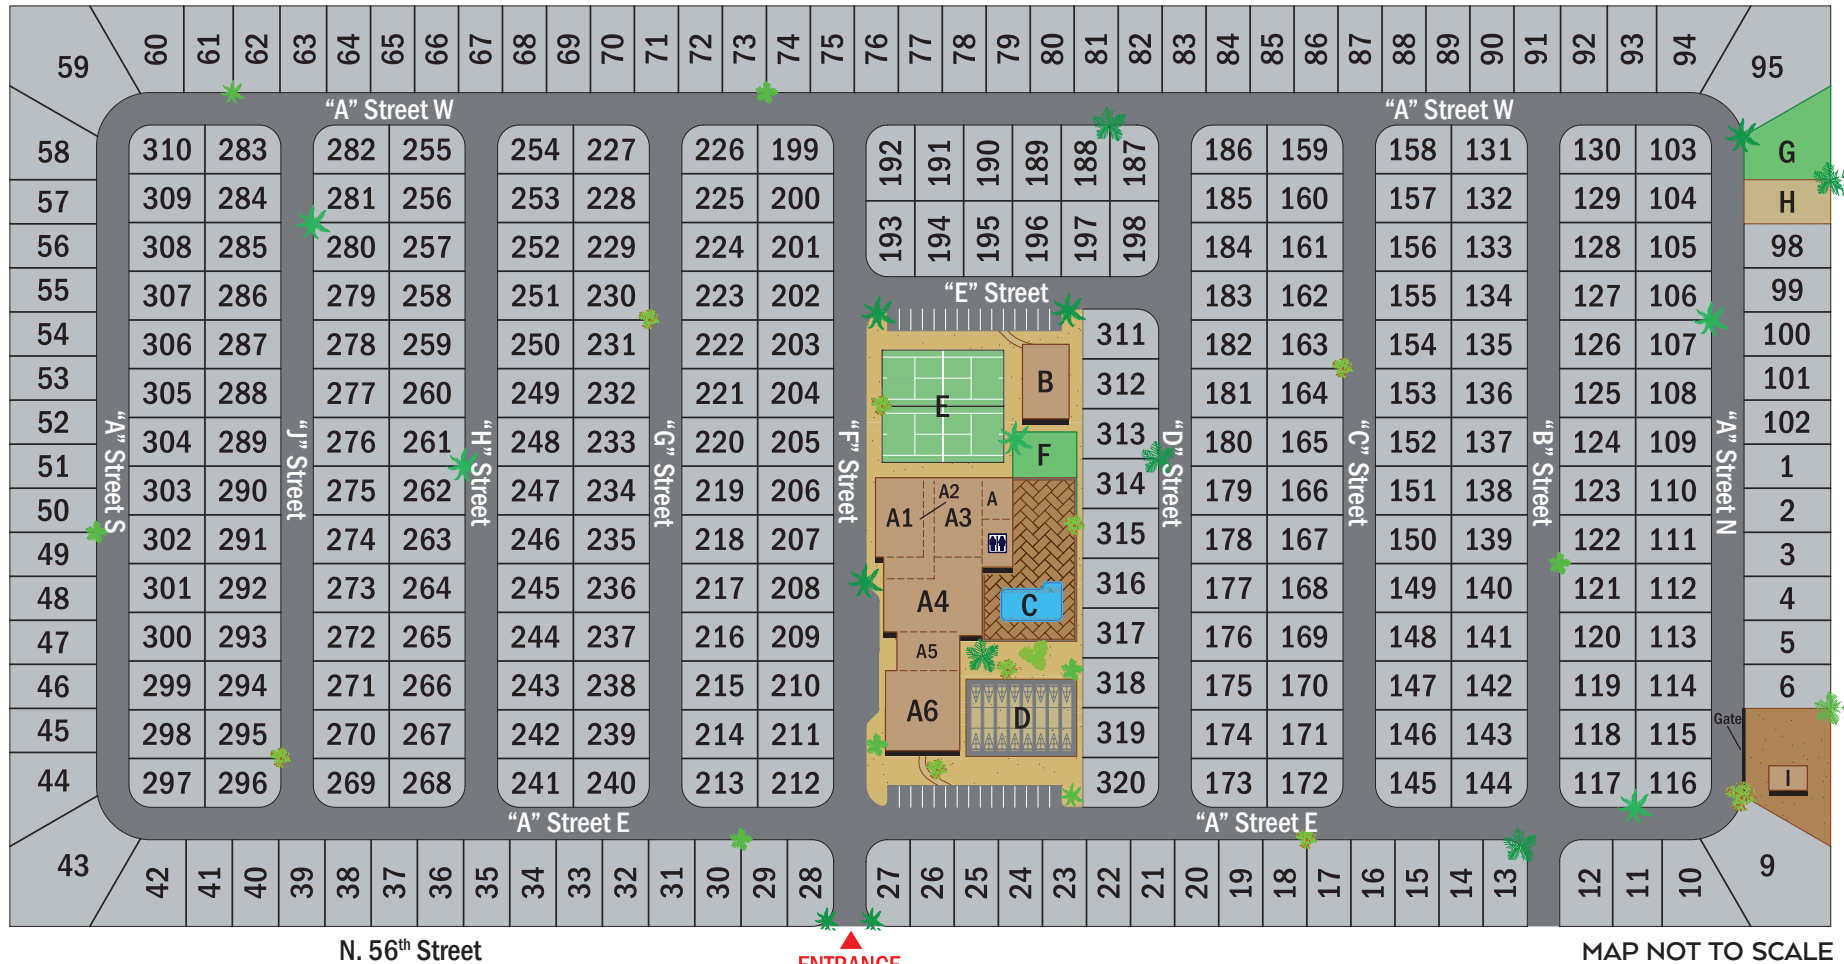 59 60 61 62 63 64 65 66 67 68 69 70 71 72 73 74 75 76 77 78 79 80 81 82 83 84 85 86 87 88 89 90 91 92 93 94 95
“A” Street W “A” Street W
58 310 283 282 255 254 227 226 199 192 191 190 189 188 187 186 159 158 131 130 103 G
57 309 284 281 256 253 228 225 200 185 160 157 132 129 104 H
56 308 285 280 257 252 229 224 201 193 194 195 196 197 198 184 161 156 133 128 105 98
55 307 286 279 258 251 230 223 202 “E” Street 183 162 155 134 127 106 99
54 306 287 278 259 250 231 222 203 311 182 163 154 135 126 107 100
53 305 288 277 260 249 232 221 204 E B 312 181 164 153 136 125 108 101
52 304 289 276 261 248 233 220 205 F 313 180 165 152 137 124 109 102
“A” Street S “J” Street “H” Street “G” Street “F” Street “D” Street “C” Street “B” Street “A” Street N
51 303 290 275 262 247 234 219 206 A1 A2 A3 A 314 179 166 151 138 123 110 1
50 302 291 274 263 246 235 218 207 315 178 167 150 139 122 111 2
49 301 292 273 264 245 236 217 208 A4 C 316 177 168 149 140 121 112 3
48 300 293 272 265 244 237 216 209 A5 317 176 169 148 141 120 113 4
47 299 294 271 266 243 238 215 210 318 175 170 147 142 119 114 5
46 298 295 270 267 242 239 214 211 A6 D 319 174 171 146 143 118 115 6
45 297 296 269 268 241 240 213 212 320 173 172 145 144 117 116 Gate
44 I
“A” Street E “A” Street E
43 42 41 40 39 38 37 36 35 34 33 32 31 30 29 28 27 26 25 24 23 22 21 20 19 18 17 16 15 14 13 12 11 10 9
N. 56th Street
ENTRANCE
MAP NOT TO SCALE